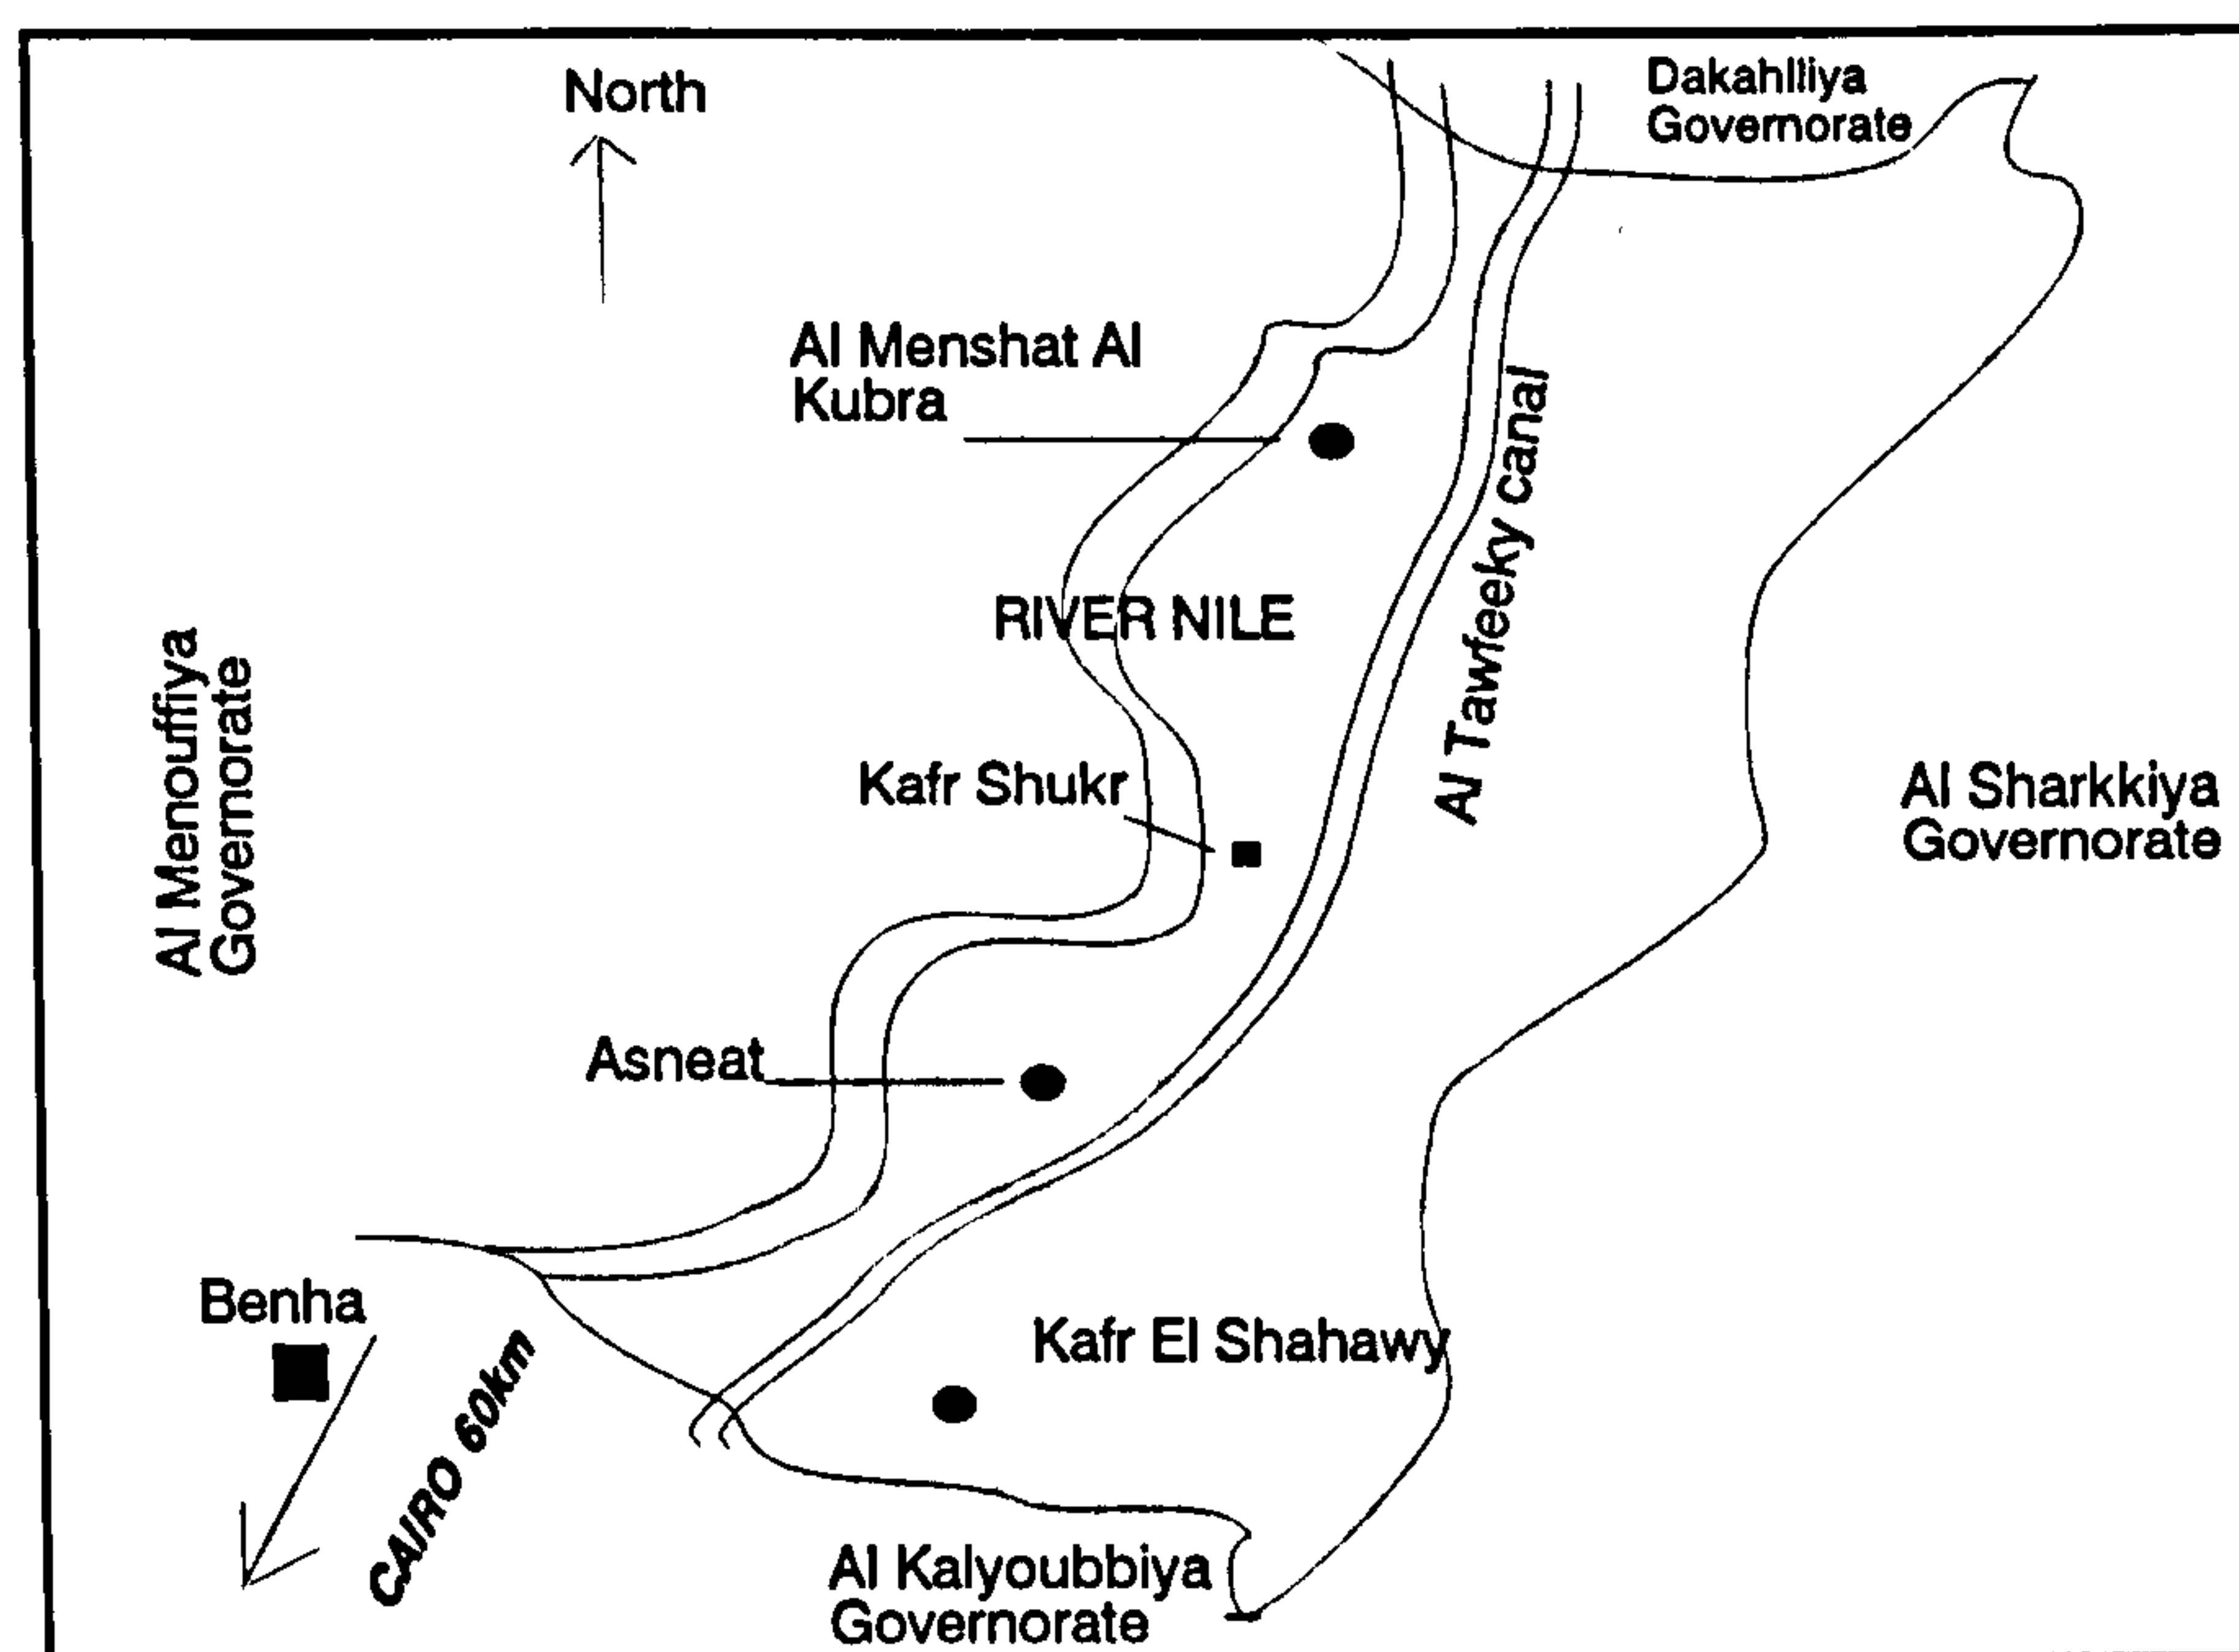 North
Dakahlliya
Governorate
Al Menshat Al
Kubra
Al Tawfeeky canal
RIVER NILE
Al Menouffiya
Governorate
Kafr Shukr
Al Sharkkiya
Governorate
Asneat
Benha
CAIRO 60km
Kafr El Shahawy
Al Kalyoubbiya
Governorate